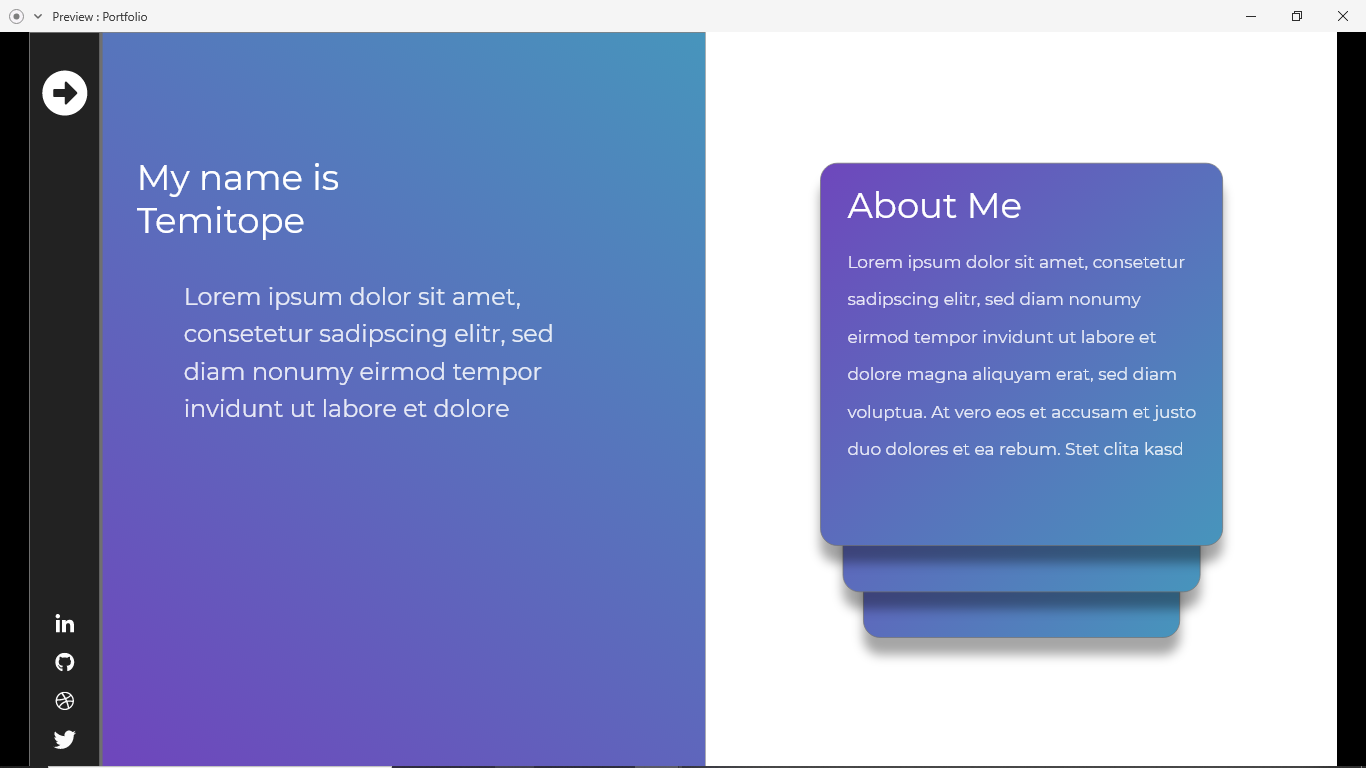 Preview : Portfolio
My name is
Temitope
Lorem ipsum dolor sit amet,
consetetur sadipscing elitr, sed
diam nonumy eirmod tempor
invidunt ut labore et dolore
in
About Me
Lorem ipsum dolor sit amet, consetetur
sadipscing elitr, sed diam nonumy
eirmod tempor invidunt ut labore et
dolore magna aliquyam erat, sed diam
voluptua. At vero eos et accusam et justo
duo dolores et ea rebum. Stet clita kasd